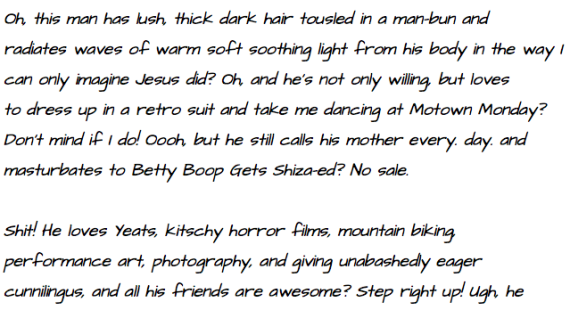 Oh, this man has lush, thick dark hair tousled in a man-bun and
radiates waves of warm soft soothing light from his body in the way I
can only imagine Jesus did? Oh, and he's not only willing, but loves
to dress up in a retro suit and take me dancing at Motown Monday?
Don't mind if I do! Oooh, but he still calls his mother every. day. and
masturbates to Betty Boop Gets Shiza-ed? No sale.
Shit! He loves Yeats, kitschy horror films, mountain biking,
performance art, photography, and giving unabashedly eager
cunnilingus, and all his friends are awesome? Step right up! Ugh, he